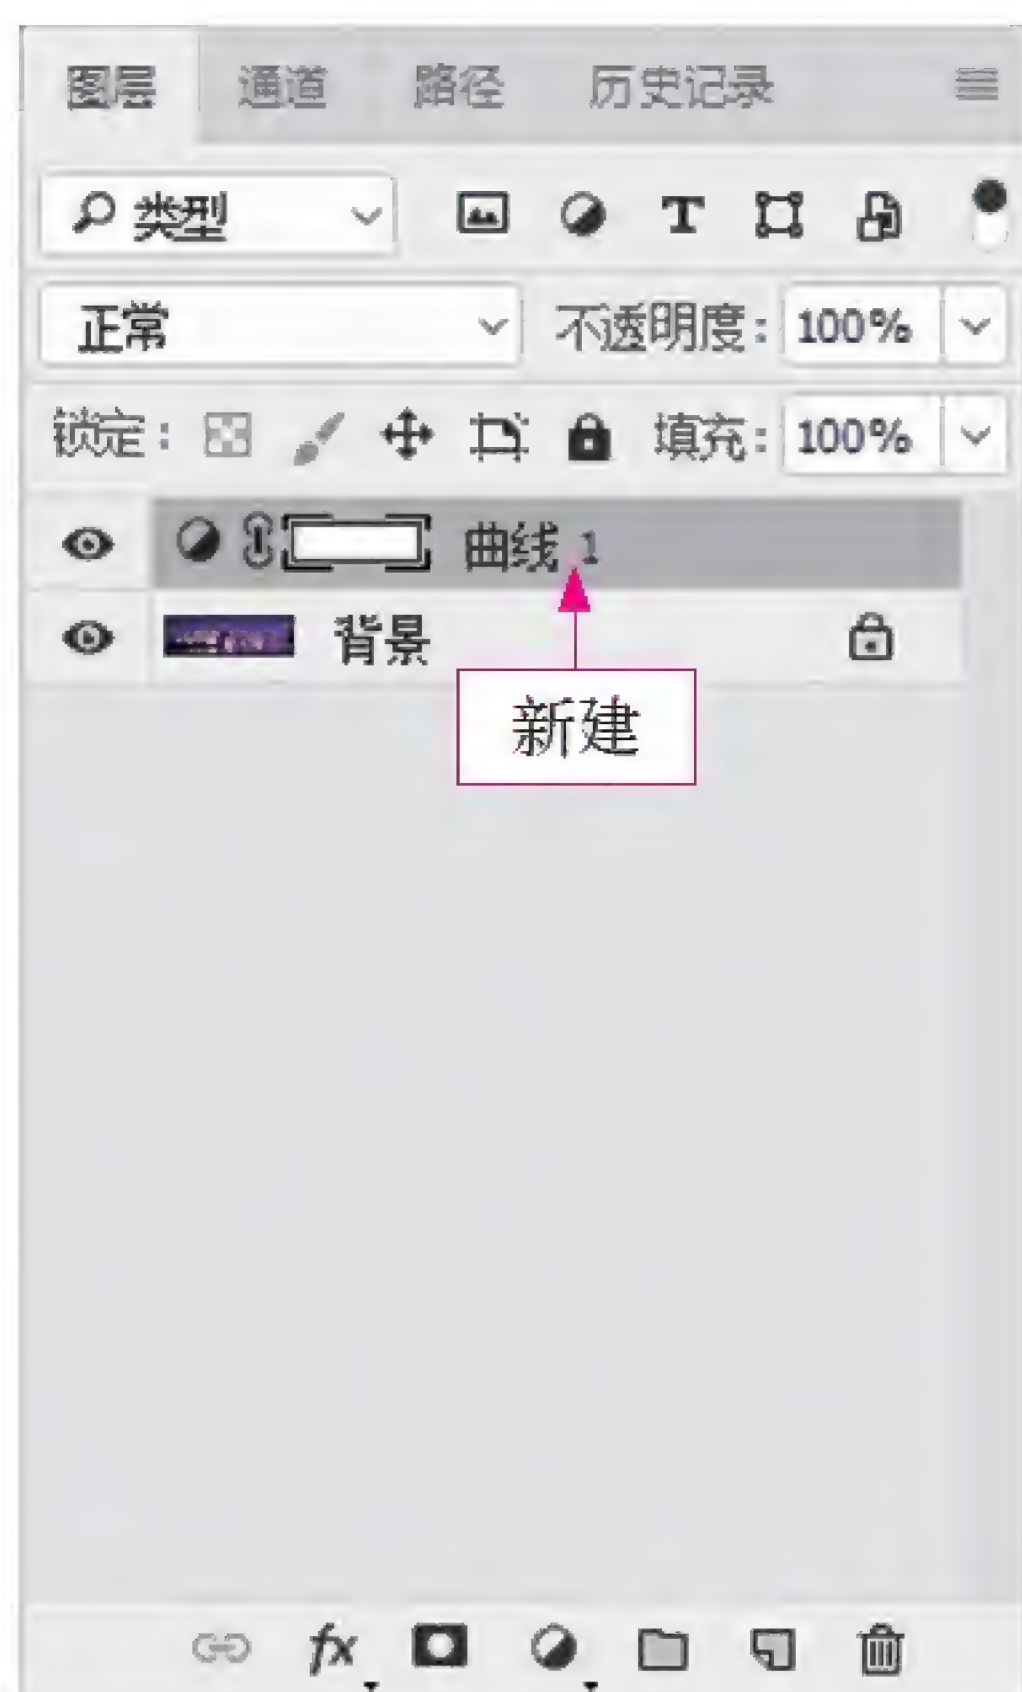 图层 通道 路径 历史记录
类型
正常 不透明度: 100%
锁定: 填充: 100%
曲线 1
背景
新建
fx